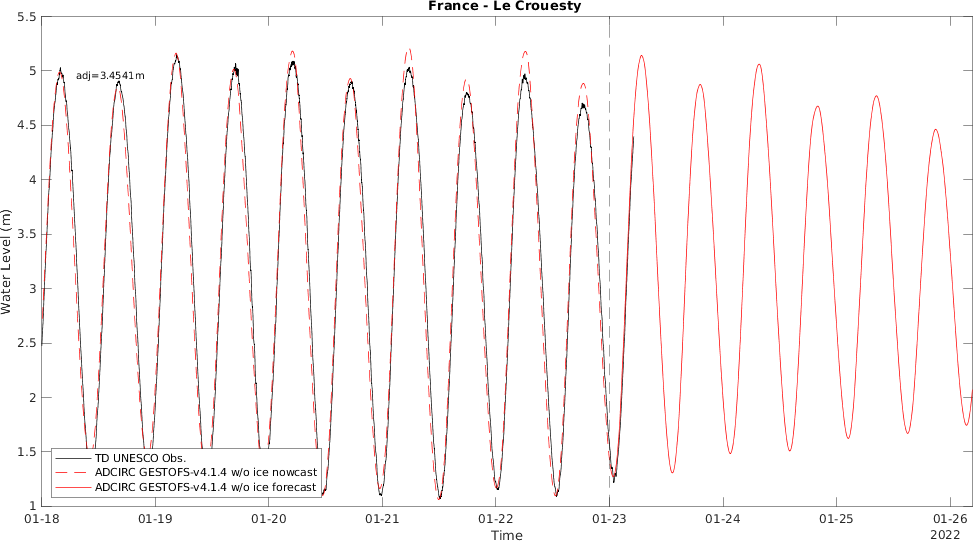 France - Le Crouesty
5.5
5
4.5
4
3.5
3
2.5
2
1.5
1
Water Level (m)
adj=3.4541m
TD UNESCO Obs.
ADCIRC GESTOFS-v4.1.4 w/o ice nowcast
ADCIRC GESTOFS-v4.1.4 w/o ice forecast
01-18 01-19 01-20 01-21 01-22 01-23 01-24 01-25 01-26
Time
2022